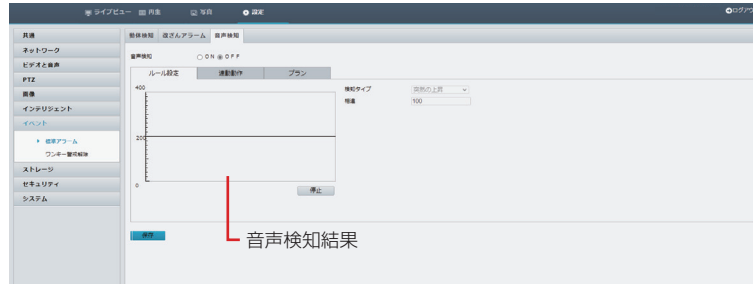 ライブビュー 再生 写真 設定 ログアウ
共通
ネットワーク
ビデオと音声
PTZ
画像
インテリジェント
イベント
標準アラーム
ワンキー警戒解除
ストレージ
セキュリティ
システム
動体検知 改ざんアラーム 音声検知
音声検知 ON OFF
ルール設定 連動動作 プラン
400
200
0
停止
検知タイプ 突然の上昇
閾値 100
保存
音声検知結果